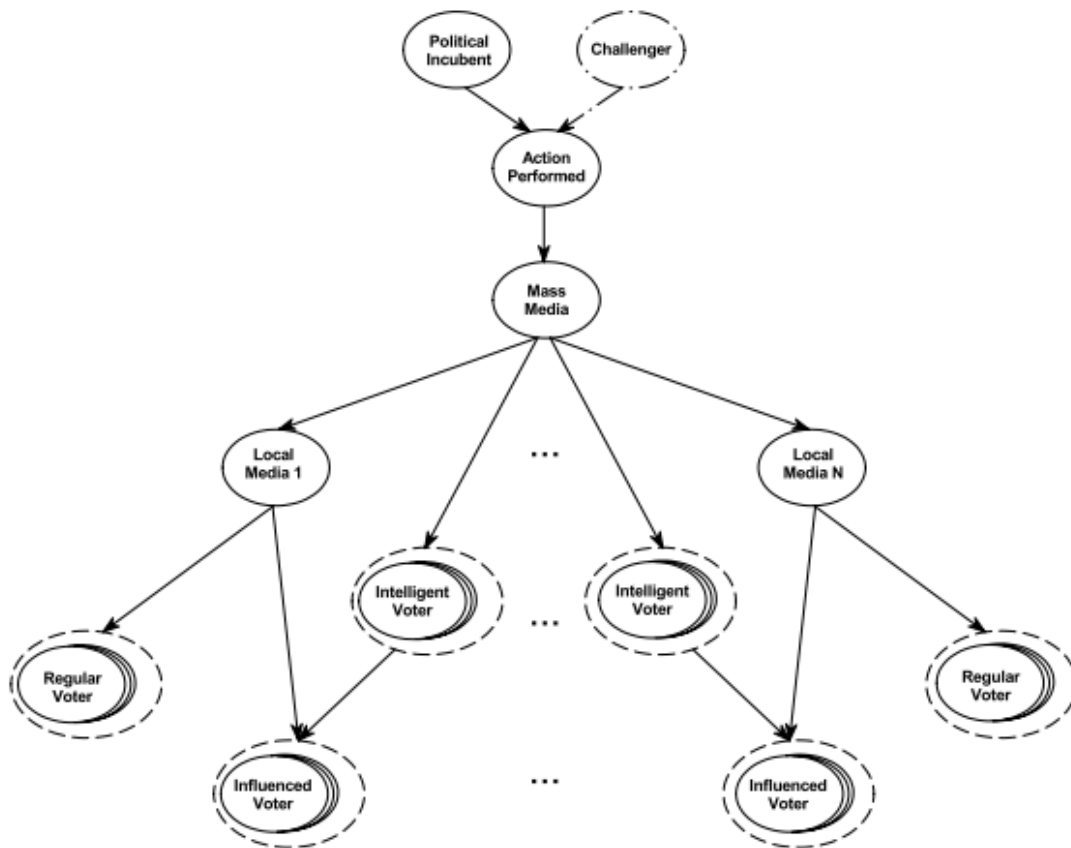 Political
Incubent
Challenger
Action
Performed
Mass
Media
Local
Media 1
...
Local
Media N
Intelligent
Voter
...
Intelligent
Voter
Regular
Voter
Regular
Voter
Influenced
Voter
...
Influenced
Voter